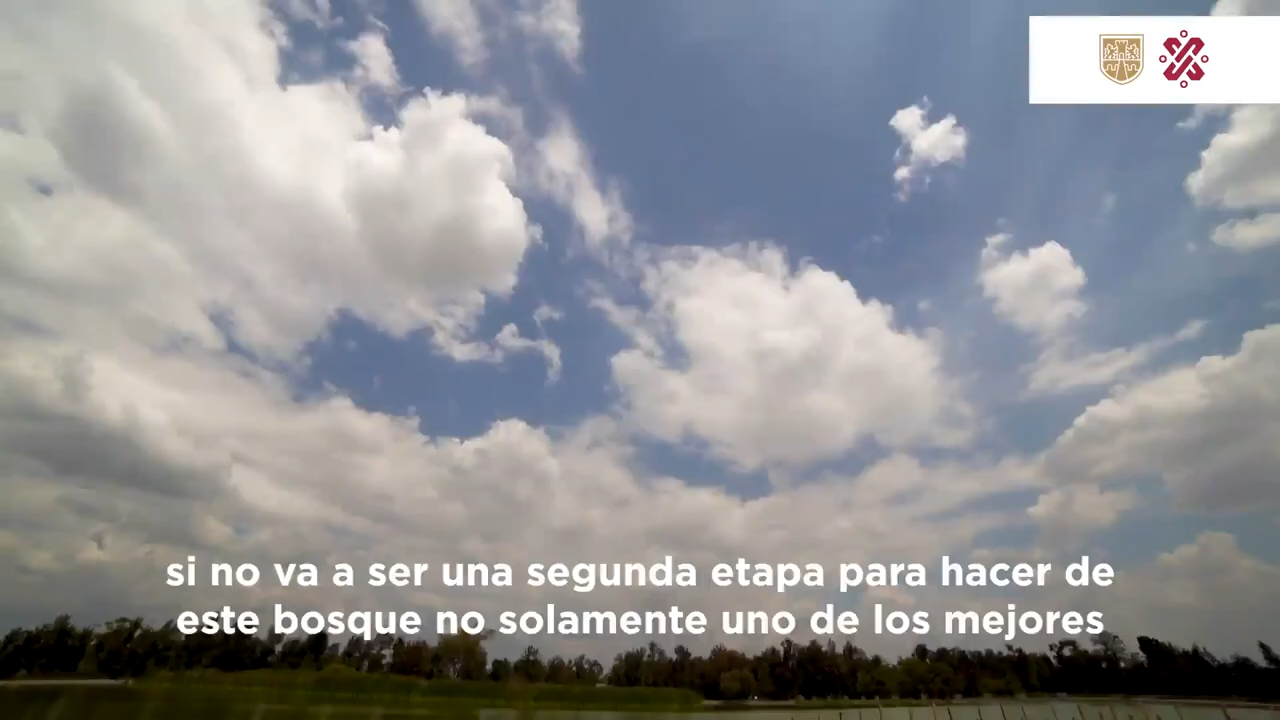 si no va a ser una segunda etapa para hacer de
este bosque no solamente uno de los mejores